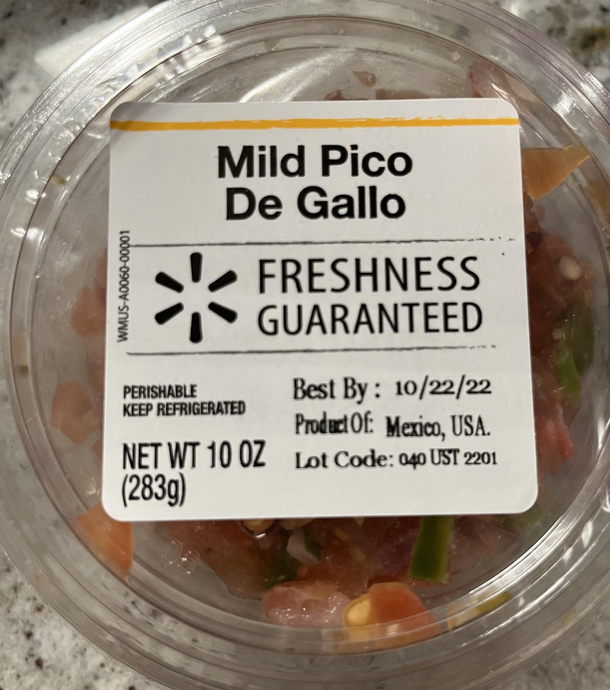 Mild Pico
De Gallo
WMUS-A0060-00001
FRESHNESS
GUARANTEED
PERISHABLE
KEEP REFRIGERATED
NET WT 10 OZ
(283g)
Best By : 10/22/22
Product Of: Mexico, USA.
Lot Code: 040 UST 2201